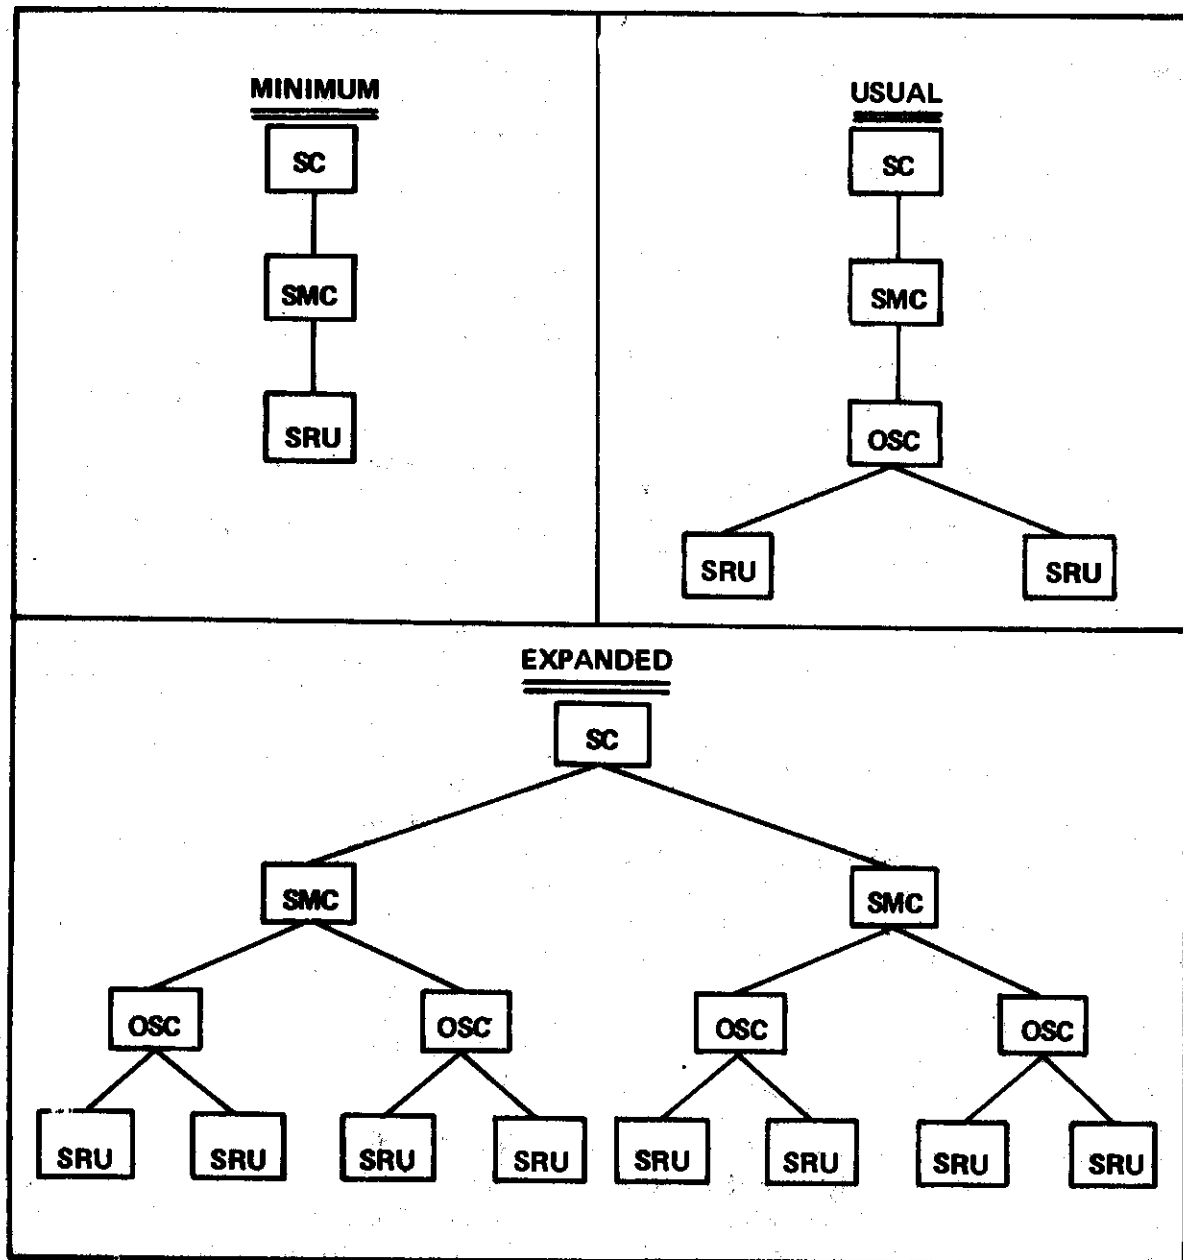 MINIMUM
SC
SMC
SRU
USUAL
SC
SMC
OSC
SRU SRU
EXPANDED
SC
SMC SMC
OSC OSC OSC OSC
SRU SRU SRU SRU SRU SRU SRU SRU